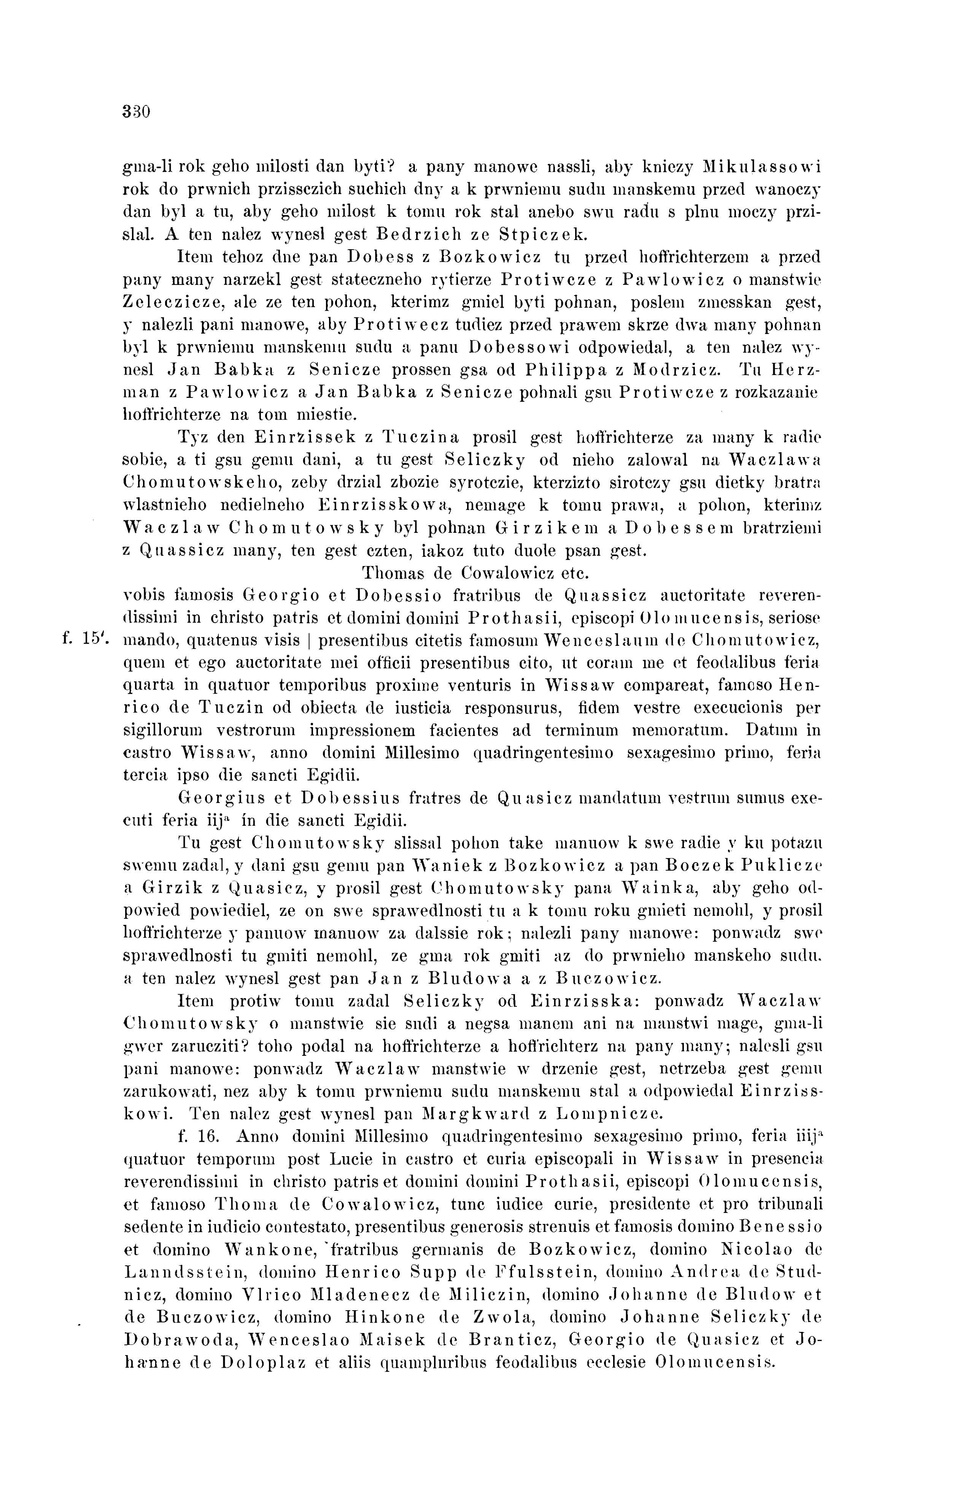 330
gma-li rok geho milosti dan byti? a pany manowe nassli, aby kniezy Mikulassowi
rok do prwnich przissczich suchich dny a k prwniemu sudu manskemu przed wanoczy
dan byl a tu, aby geho milost k tomu rok stal anebo swu radu s plnu moczy przi-
slal. A ten nalez wynesl gest Bedrzich ze Stpiczek.
Item tehoz dne pan Dobess z Bozkowicz tu przed hoffrichterzem a przed
pany many narzekl gest stateczneho rytierze Protiwcze z Pawlowicz o manstwie
Zeleczicze, ale ze ten pohon, kterimz gmiel byti pohnan, poslem zmesskan gest,
y nalezli pani manowe, aby Protiwecz tudiez przed prawem skrze dwa many pohnan
byl k prwniemu manskemu sudu a panu Dobessowi odpowiedal, a ten nalez wy-
nesl Jan Babka z Senicze prossen gsa od Philippa z Modrzicz. Tu Herz-
man z Pawlowicz a Jan Babka z Senicze pohnali gsu Protiwcze z rozkazanie
hoffrichterze na tom miestie.
Tyz den Einrzissek z Tuczina prosil gest hoffrichterze za many k radie
sobie, a ti gsu gemu dani, a tu gest Seliczky od nieho zalowal na Waczlawa
Chomutowskeho, zeby drzial zbozie syrotczie, kterzizto sirotczy gsu dietky bratra
wlastnieho nedielneho Einrzisskowa, nemage k tomu prawa, a pohon, kterimz
Waczlaw Chomutowsky byl pohnan Girzikem a Dobessem bratrziemi
z Quassicz many, ten gest czten, iakoz tuto duole psan gest.
Thomas de Cowalowicz etc.
vobis famosis Georgio et Dobessio fratribus de Quassicz auctoritate reveren-
dissimi in christo patris et domini domini Prothasii, episcopi Olomucensis, seriose
f. 15'. mando, quatenus visis | presentibus citetis famosum Wenceslaum de Chomutowicz,
quem et ego auctoritate mei officii presentibus cito, ut coram me et feodalibus feria
quarta in quatuor temporibus proxime venturis in Wissaw compareat, famoso Hen-
rico de Tuczin od obiecta de iusticia responsurus, fidem vestre execucionis per
sigillorum vestrorum impressionem facientes ad terminum memoratum. Datum in
castro Wissaw, anno domini Millesimo quadringentesimo sexagesimo primo, feria
tercia ipso die sancti Egidii.
Georgius et Dobessius fratres de Quasicz mandatum vestrum sumus exe-
cuti feria iijª in die sancti Egidii.
Tu gest Chomutowsky slissal pohon take manuow k swe radie y ku potazu
swemu zadal, y dani gsu gemu pan Waniek z Bozkowicz a pan Boczek Puklicze
a Girzik z Quasicz, y prosil gest Chomutowsky pana Wainka, aby geho od-
powied powiediel, ze on swe sprawedlnosti tu a k tomu roku gmieti nemohl, y prosil
hoffrichterze y panuow manuow za dalssie rok; nalezli pany manowe: ponwadz swe
sprawedlnosti tu gmiti nemohl, ze gma rok gmiti az do prwnieho manskeho sudu.
a ten nalez wynesl gest pan Jan z Bludowa a z Buczowicz.
Item protiw tomu zadal Seliczky od Einrzisska: ponwadz Waczlaw
Chomutowsky o manstwie sie sudi a negsa manem ani na manstwi mage, gma-li
gwer zarucziti? toho podal na hoffrichterze a hoffrichterz na pany many; nalesli gsu
pani manowe: ponwadz Waczlaw manstwie w drzenie gest, netrzeba gest gemu
zarukowati, nez aby k tomu prwniemu sudu manskemu stal a odpowiedal Einrziss-
kowi. Ten nalez gest wynesl pan Margkward z Lompnicze.
f. 16. Anno domini Millesimo quadringentesimo sexagesimo primo, feria iiijª
quatuor temporum post Lucie in castro et curia episcopali in Wissaw in presencia
reverendissimi in christo patris et domini domini Prothasii, episcopi Olomucensis,
et famoso Thoma de Cowalowicz, tunc iudice curie, presidente et pro tribunali
sedente in iudicio contestato, presentibus generosis strenuis et famosis domino Benessio
et domino Wankone, fratribus germanis de Bozkowicz, domino Nicolao de
Lanndsstein, domino Henrico Supp de Ffulsstein, domino Andrea de Stud-
nicz, domino Vlrico Mladenecz de Miliczin, domino Johanne de Bludow et
de Buczowicz, domino Hinkone de Zwola, domino Johanne Seliczky de
Dobrawoda, Wenceslao Maisek de Branticz, Georgio de Quasicz et Jo-
hanne de Doloplaz et aliis quampluribus feodalibus ecclesie Olomucensis.